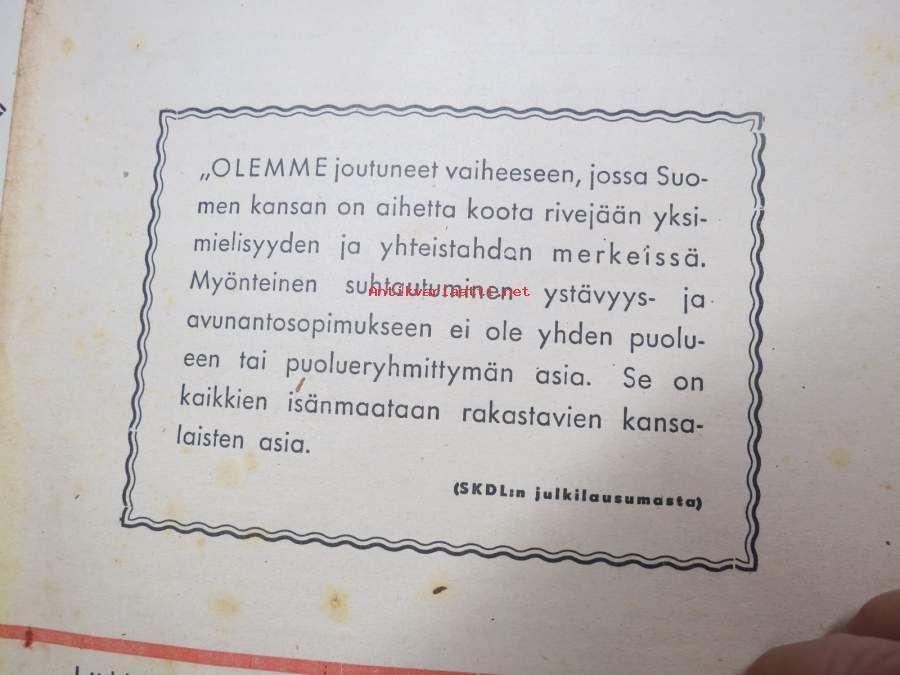 „OLEMME joutuneet vaiheeseen, jossa Suo-
men kansan on aihetta koota rivejään yksi-
mielisyyden ja yhteistahdon merkeissä.
Myönteinen suhtautuminen ystävyys- ja
antikvariaatti.net
avunantosopimukseen ei ole yhden puolu-
een tai puolueryhmittymän asia. Se on
kaikkien isänmaataan rakastavien kansa-
laisten asia.
(SKDL:n julkilausumasta)